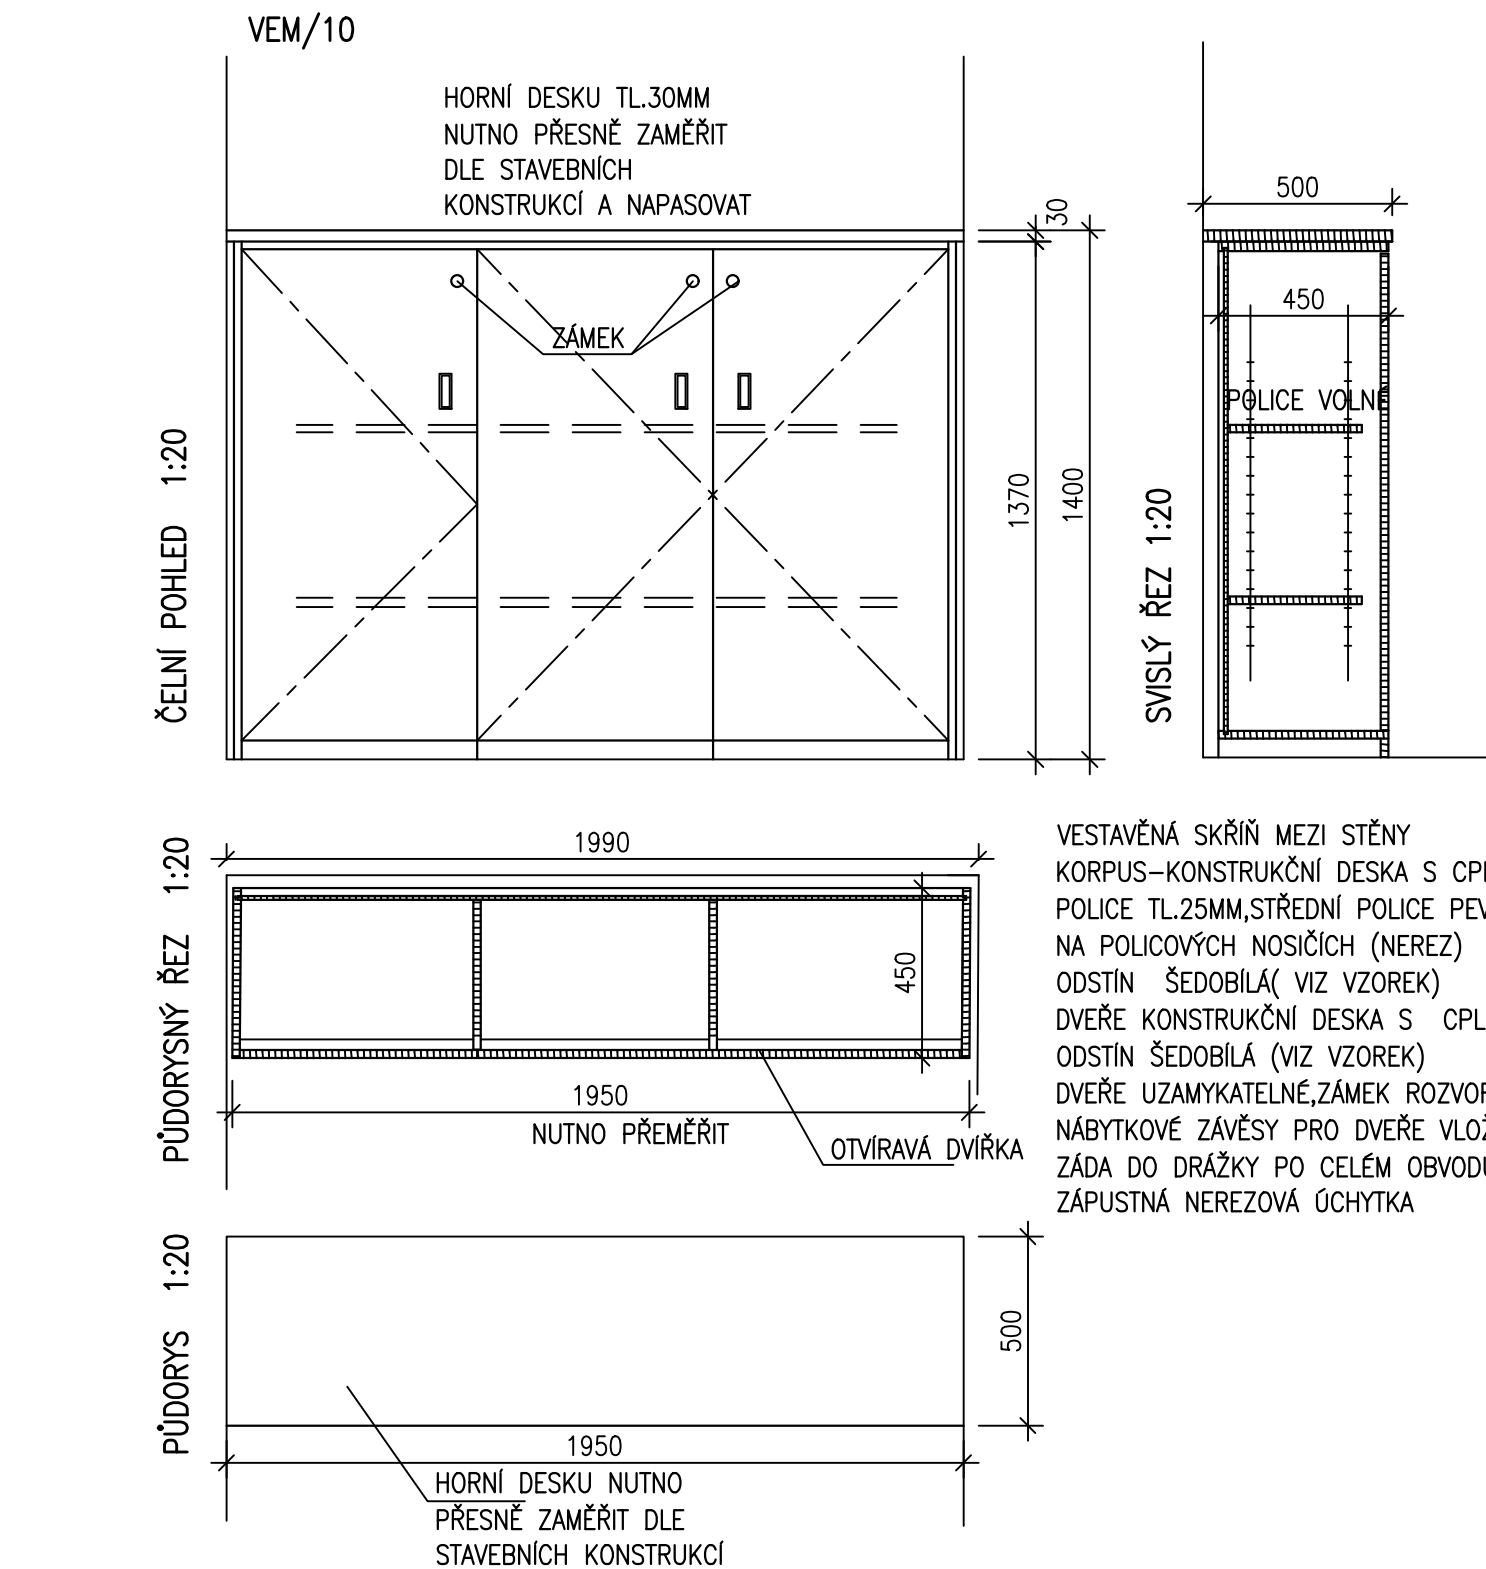 VEM/10
HORNÍ DESKU TL.30MM
NUTNO PŘESNĚ ZAMĚŘIT
DLE STAVEBNÍCH
KONSTRUKCÍ A NAPASOVAT
30
500
ZÁMEK
450
POLICE VOLNÉ
1370
1400
ČELNÍ POHLED 1:20
SVISLÝ ŘEZ 1:20
1990
450
1950
NUTNO PŘEMĚŘIT
OTVÍRAVÁ DVÍŘKA
PŮDORYSNÝ ŘEZ 1:20
VESTAVĚNÁ SKŘÍŇ MEZI STĚNY
KORPUS-KONSTRUKČNÍ DESKA S
POLICE TL.25MM,STŘEDNÍ POLICE
NA POLICOVÝCH NOSIČÍCH (NEREZ)
ODSTÍN ŠEDOBÍLÁ( VIZ VZOREK)
DVEŘE KONSTRUKČNÍ DESKA S CPL
ODSTÍN ŠEDOBÍLÁ (VIZ VZOREK)
DVEŘE UZAMYKATELNÉ,ZÁMEK
NÁBYTKOVÉ ZÁVĚSY PRO DVEŘE
ZÁDA DO DRÁŽKY PO CELÉM OBVODU
ZÁPUSTNÁ NEREZOVÁ ÚCHYTKA
PŮDORYS 1:20
500
1950
HORNÍ DESKU NUTNO
PŘESNĚ ZAMĚŘIT DLE
STAVEBNÍCH KONSTRUKCÍ